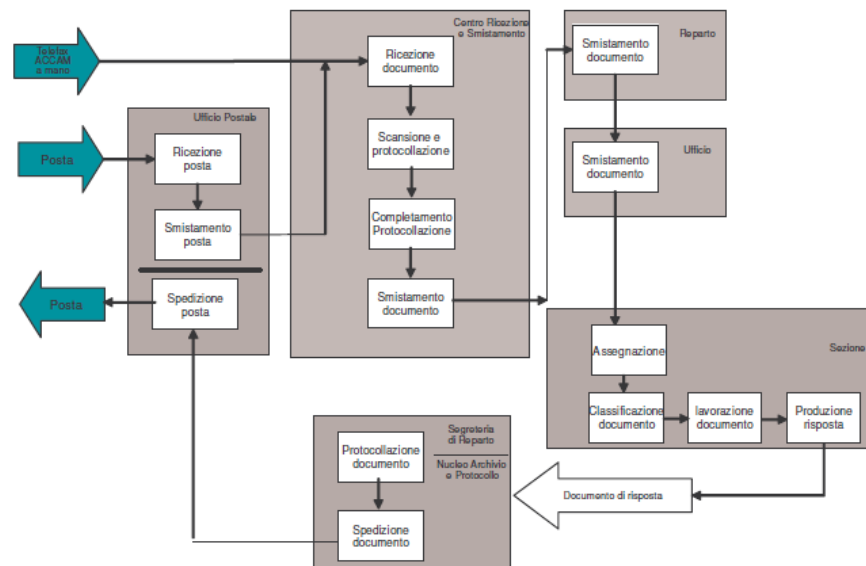 Telefax
ACCAM
a mano
Posta
Posta
Ufficio Postale
Ricezione
posta
Smistamento
posta
Spedizione
posta
Centro Ricezione
e Smistamento
Ricezione
documento
Scansione e
protocollazione
Completamento
Protocollazione
Smistamento
documento
Reparto
Smistamento
documento
Ufficio
Smistamento
documento
Sezione
Assegnazione
Classificazione
documento
lavorazione
documento
Produzione
risposta
Documento di risposta
Segreteria
di Reparto
Nucleo Archivio
e Protocollo
Protocollazione
documento
Spedizione
documento